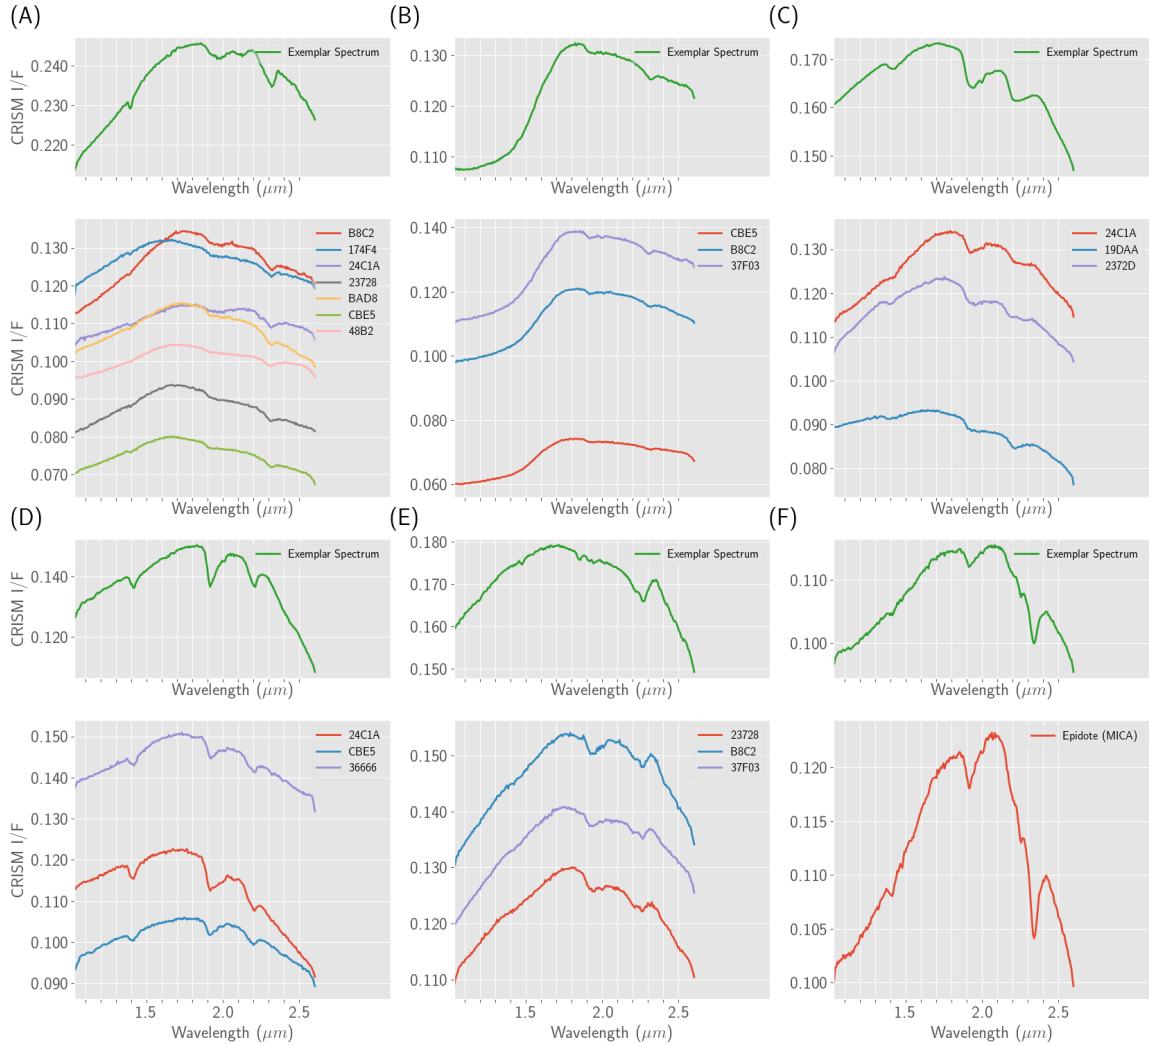 (A)
(B)
(C)
CRISM I/F
0.240
0.230
0.220
Exemplar Spectrum
Wavelength (μm)
0.130
0.120
0.110
Exemplar Spectrum
Wavelength (μm)
0.170
0.160
0.150
Exemplar Spectrum
Wavelength (μm)
CRISM I/F
0.130
0.120
0.110
0.100
0.090
0.080
0.070
B8C2
174F4
24C1A
23728
BAD8
CBE5
48B2
Wavelength (μm)
0.140
0.120
0.100
0.080
0.060
CBE5
B8C2
37F03
Wavelength (μm)
0.130
0.120
0.110
0.100
0.090
0.080
24C1A
19DAA
2372D
Wavelength (μm)
(D)
(E)
(F)
CRISM I/F
0.140
0.120
Exemplar Spectrum
Wavelength (μm)
0.180
0.170
0.160
0.150
Exemplar Spectrum
Wavelength (μm)
0.110
0.100
Exemplar Spectrum
Wavelength (μm)
CRISM I/F
0.150
0.140
0.130
0.120
0.110
0.100
0.090
24C1A
CBE5
36666
1.5 2.0 2.5
Wavelength (μm)
0.150
0.140
0.130
0.120
0.110
23728
B8C2
37F03
1.5 2.0 2.5
Wavelength (μm)
0.120
0.115
0.110
0.105
0.100
Epidote (MICA)
1.5 2.0 2.5
Wavelength (μm)